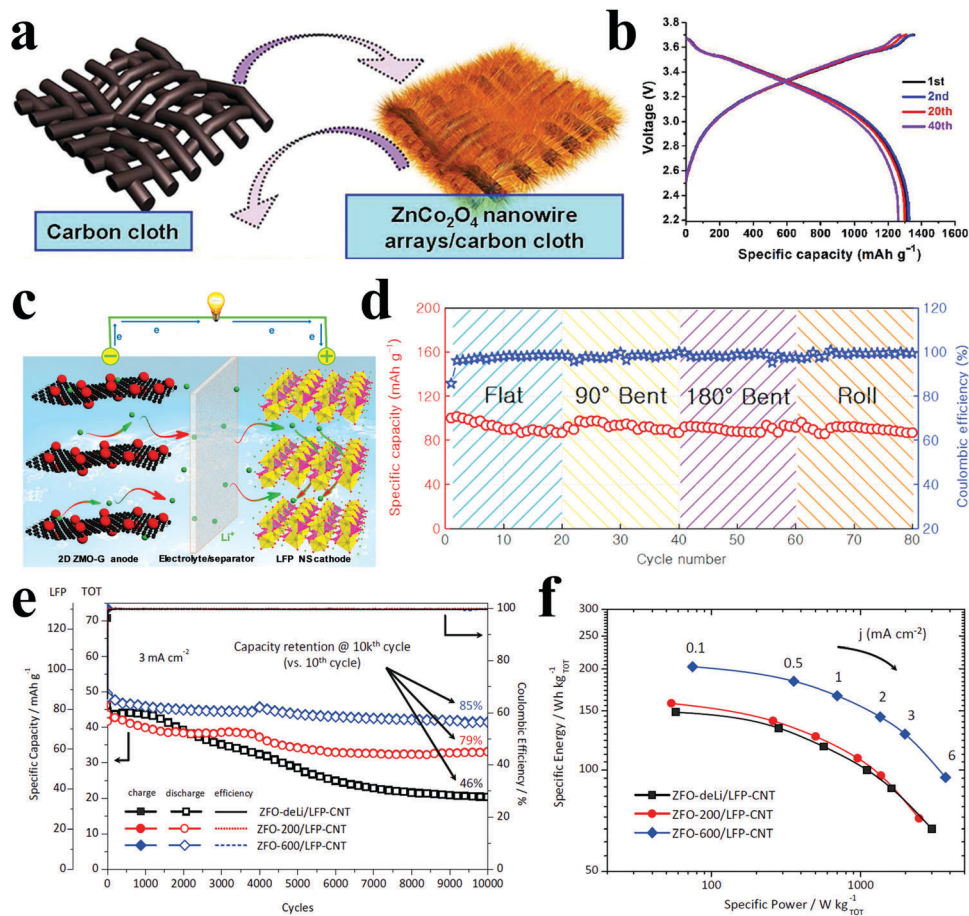 a
Carbon cloth
ZnCo₂O₄ nanowire
arrays/carbon cloth
b
Voltage (V)
3.8
3.6
3.4
3.2
3.0
2.8
2.6
2.4
2.2
1st
2nd
20th
40th
0 200 400 600 800 1000 1200 1400 1600
Specific capacity (mAh g⁻¹)
c
e e
e e
− +
Li⁺
2D ZMO-G anode Electrolyte/separator LFP NS cathode
d
Specific capacity (mAh g⁻¹)
200
160
120
80
40
0
Flat 90° Bent 180° Bent Roll
120
100
80
60
40
20
Coulombic efficiency (%)
0 10 20 30 40 50 60 70 80
Cycle number
e
LFP TOT
Specific Capacity / mAh g⁻¹
120
100
80
60
40
20
0
70
60
50
40
30
20
10
0
3 mA cm⁻²
Capacity retention @ 10kᵗʰ cycle
(vs. 10ᵗʰ cycle)
85%
79%
46%
charge discharge efficiency
ZFO-deLi/LFP-CNT
ZFO-200/LFP-CNT
ZFO-600/LFP-CNT
100
80
60
40
20
0
Coulombic Efficiency / %
0 1000 2000 3000 4000 5000 6000 7000 8000 9000 10000
Cycles
f
Specific Energy / Wh kg⁻¹TOT
300
250
200
150
100
50
j (mA cm⁻²)
0.1
0.5
1
2
3
6
ZFO-deLi/LFP-CNT
ZFO-200/LFP-CNT
ZFO-600/LFP-CNT
100 1000
Specific Power / W kg⁻¹TOT